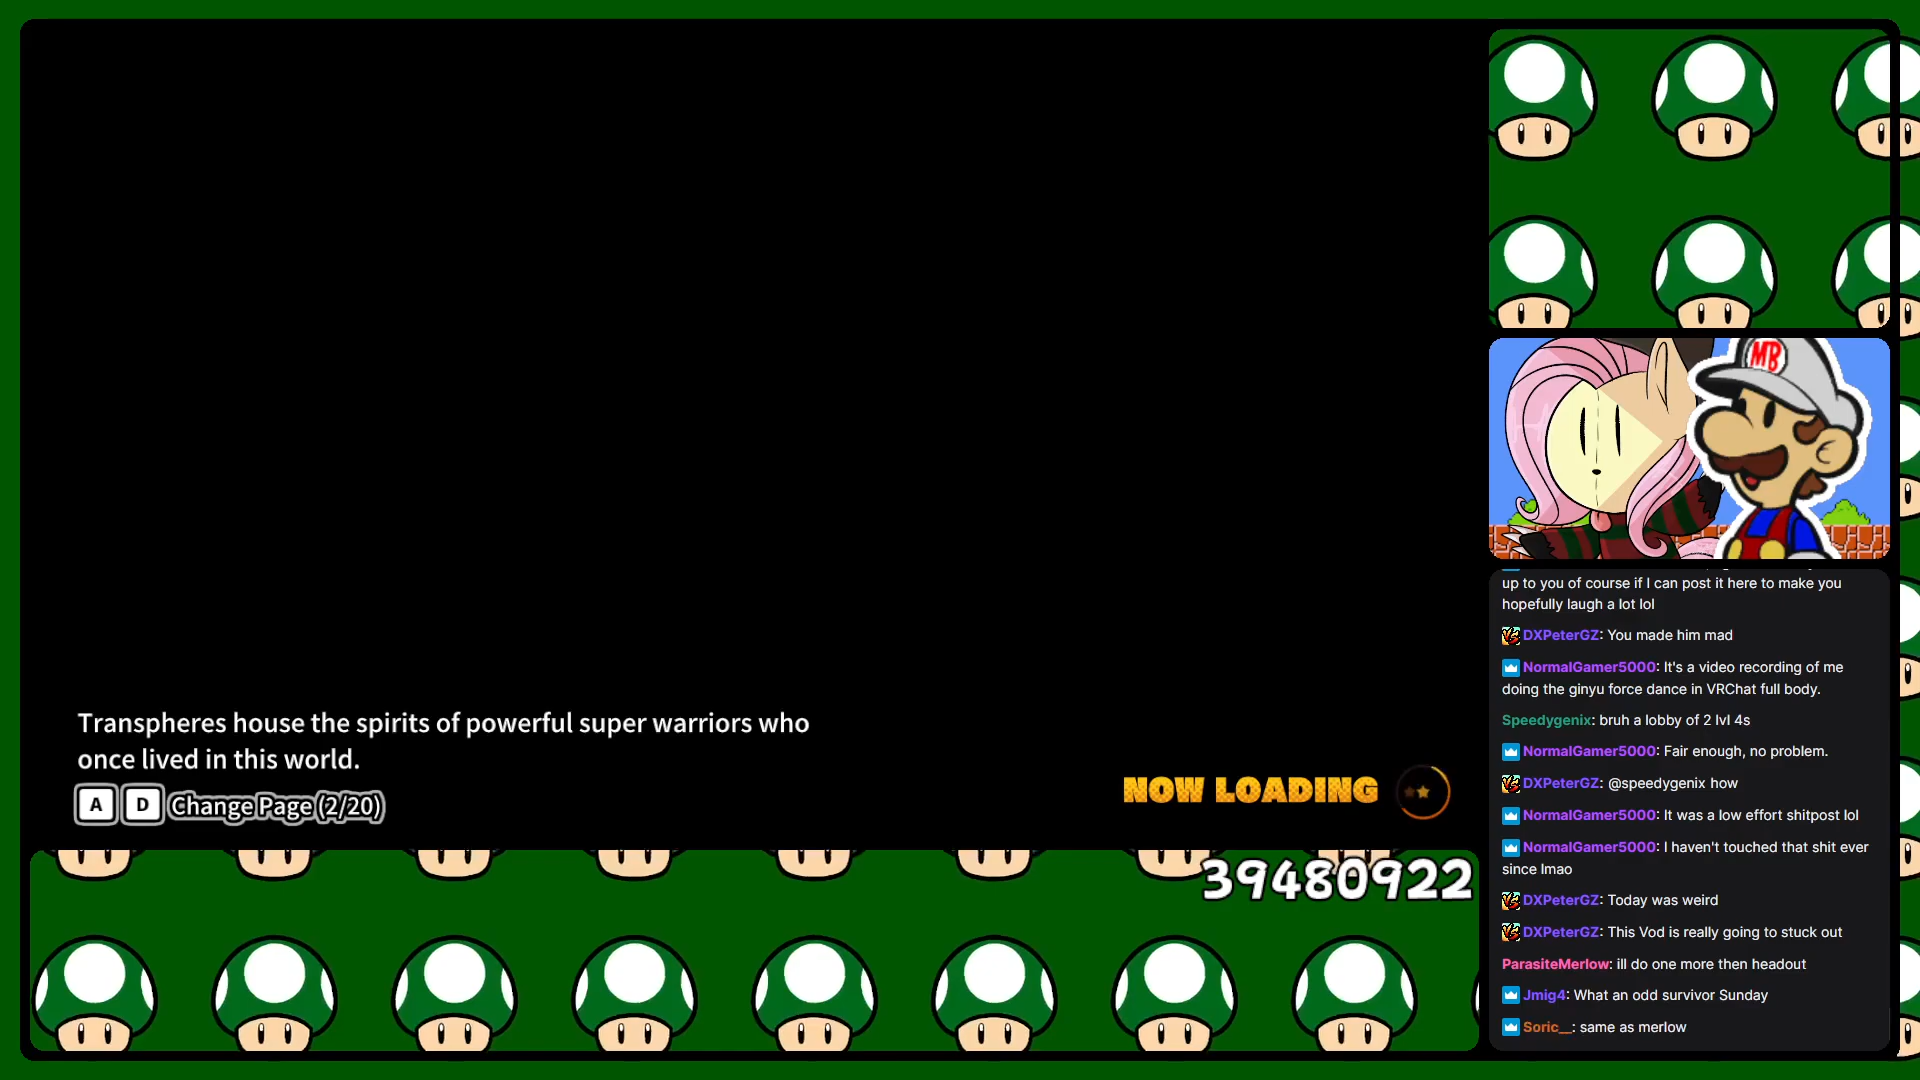 MB
up to you of course if I can post it here to make you
hopefully laugh a lot lol
DXPeterGZ: You made him mad
NormalGamer5000: It's a video recording of me
doing the ginyu force dance in VRChat full body.
Speedygenix: bruh a lobby of 2 lvl 4s
NormalGamer5000: Fair enough, no problem.
DXPeterGZ: @speedygenix how
NormalGamer5000: It was a low effort shitpost lol
NormalGamer5000: I haven't touched that shit ever
since lmao
DXPeterGZ: Today was weird
DXPeterGZ: This Vod is really going to stuck out
ParasiteMerlow: ill do one more then headout
Jmig4: What an odd survivor Sunday
Soric__: same as merlow
Transpheres house the spirits of powerful super warriors who
once lived in this world.
A D Change Page (2/20)
NOW LOADING
39480922